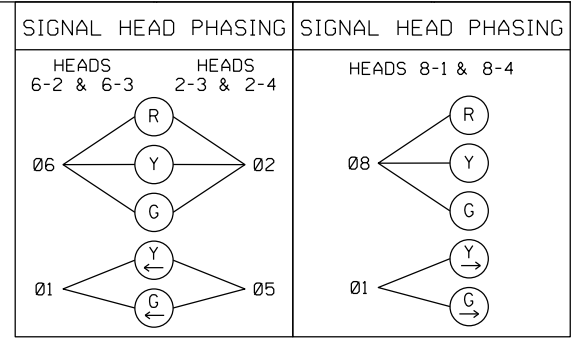 SIGNAL HEAD PHASING
HEADS 6-2 & 6-3
HEADS 2-3 & 2-4
R
Ø6 Y Ø2
G
Y ←
Ø1 Ø5
G ←
SIGNAL HEAD PHASING
HEADS 8-1 & 8-4
R
Ø8 Y
G
Y →
Ø1
G →